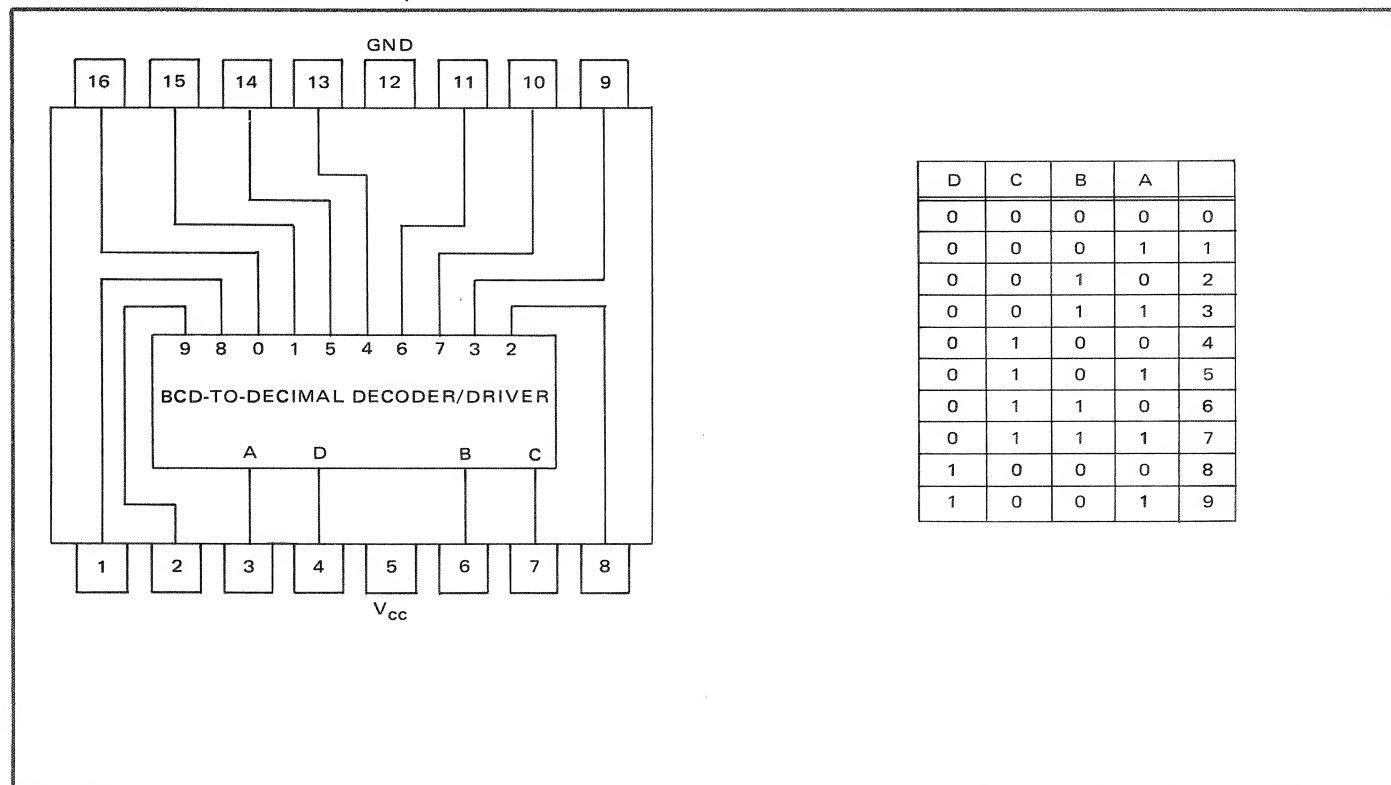 GND
16 15 14 13 12 11 10 9
9 8 0 1 5 4 6 7 3 2
BCD-TO-DECIMAL DECODER/DRIVER
A D B C
1 2 3 4 5 6 7 8
Vcc
D C B A
0 0 0 0 0
0 0 0 1 1
0 0 1 0 2
0 0 1 1 3
0 1 0 0 4
0 1 0 1 5
0 1 1 0 6
0 1 1 1 7
1 0 0 0 8
1 0 0 1 9